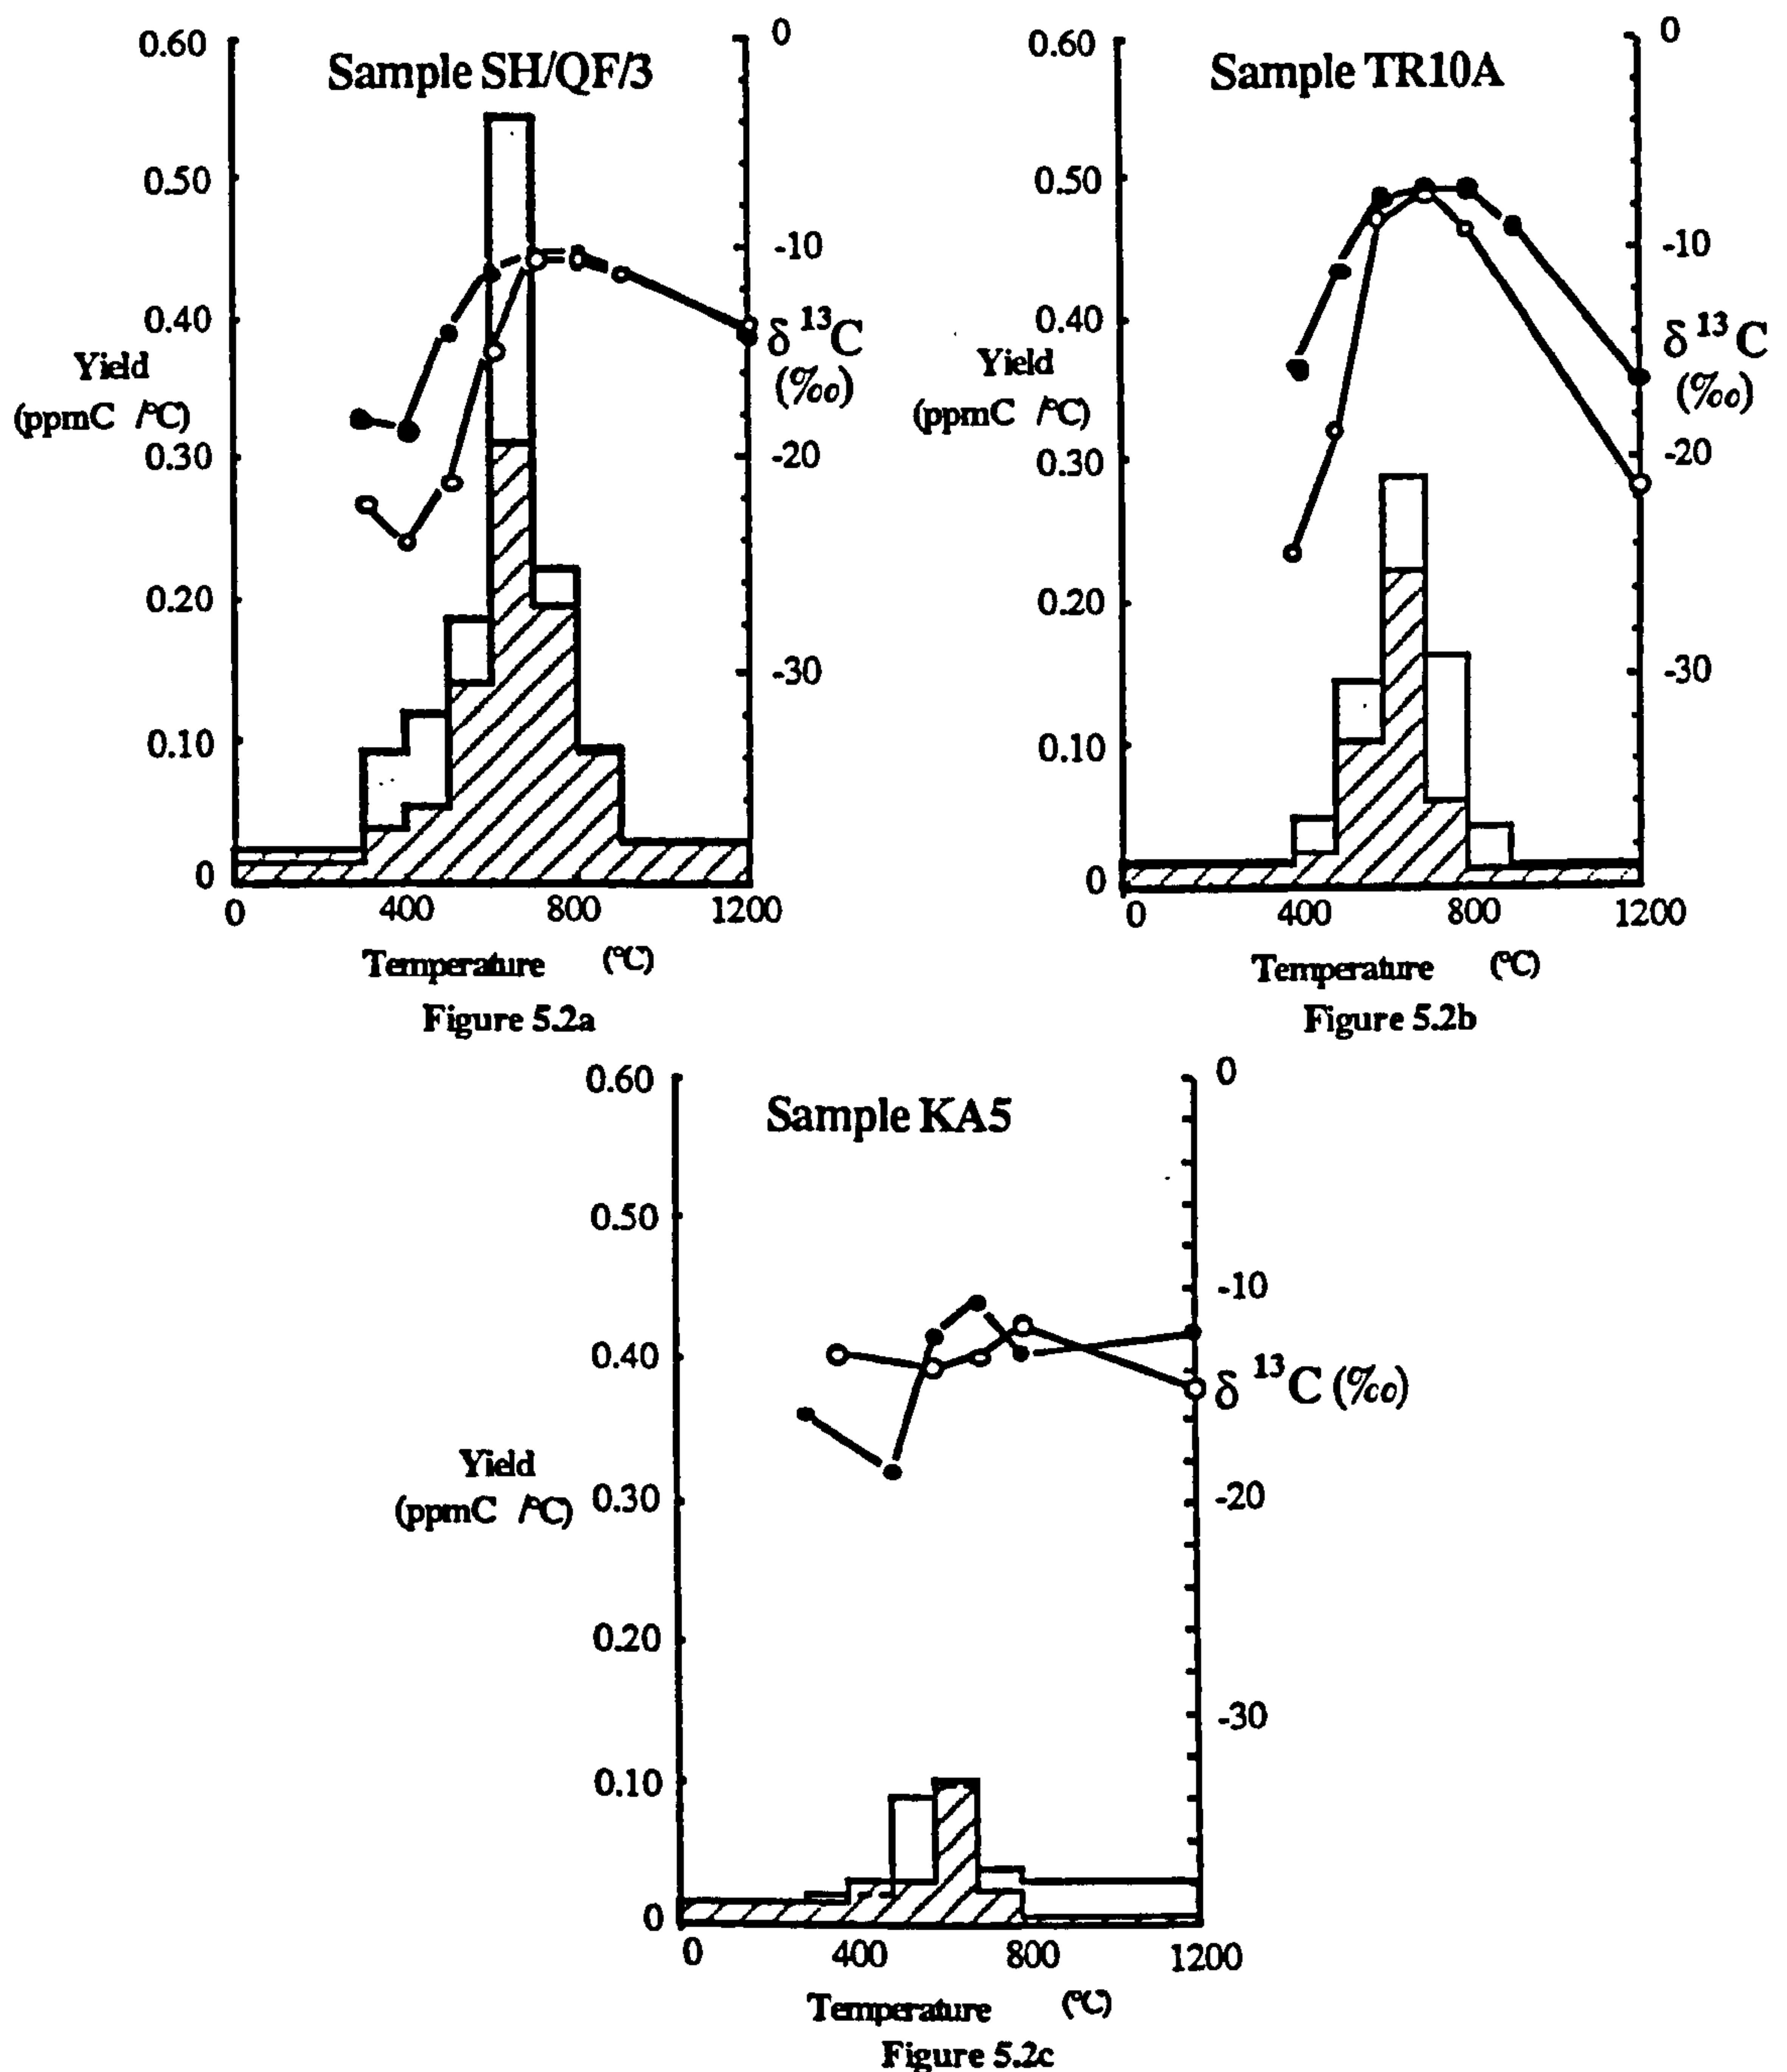 Sample SH/QF/3
0.60
0.50
0.40
Yield
(ppmC /°C)
0.30
0.20
0.10
0
0
-10
δ 13C
(‰)
-20
-30
0 400 800 1200
Temperature (°C)
Figure 5.2a
Sample TR10A
0.60
0.50
0.40
Yield
(ppmC /°C)
0.30
0.20
0.10
0
0
-10
δ 13C
(‰)
-20
-30
0 400 800 1200
Temperature (°C)
Figure 5.2b
Sample KA5
0.60
0.50
0.40
Yield
(ppmC /°C)
0.30
0.20
0.10
0
0
-10
δ 13C (‰)
-20
-30
0 400 800 1200
Temperature (°C)
Figure 5.2c